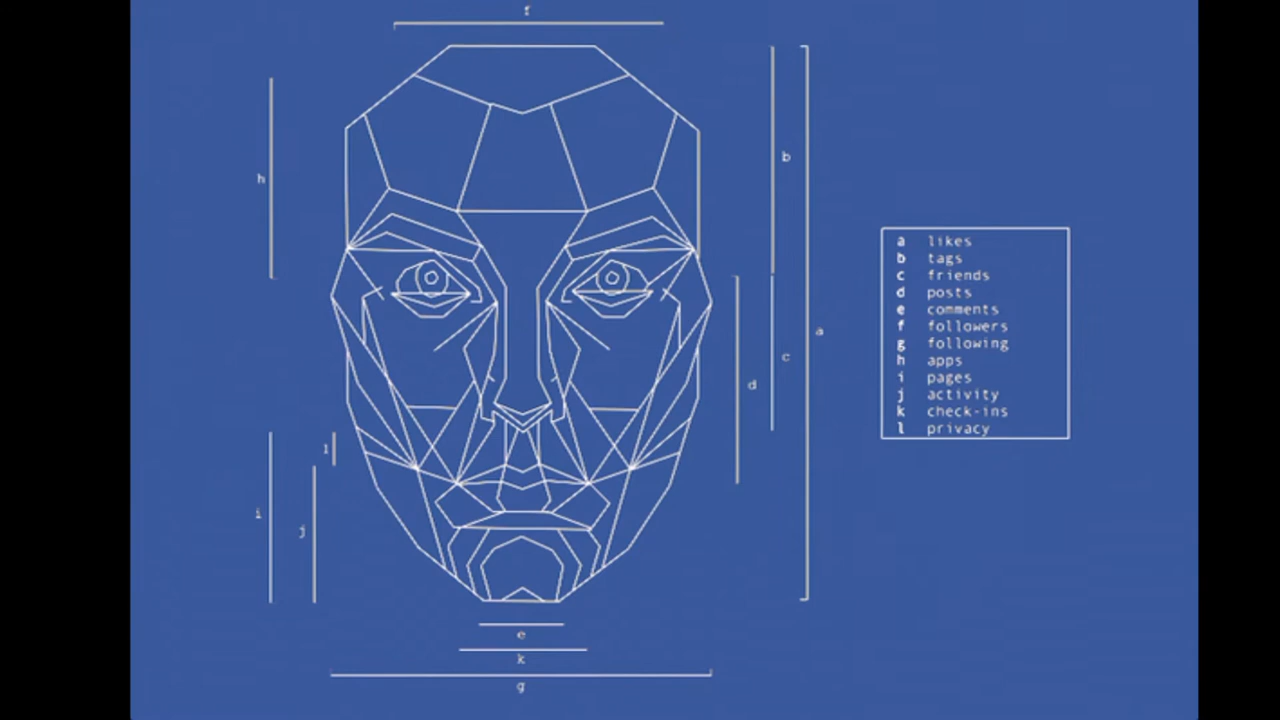 f
h
b
a
c
d
l
i
j
e
k
g
a likes
b tags
c friends
d posts
e comments
f followers
g following
h apps
i pages
j activity
k check-ins
l privacy